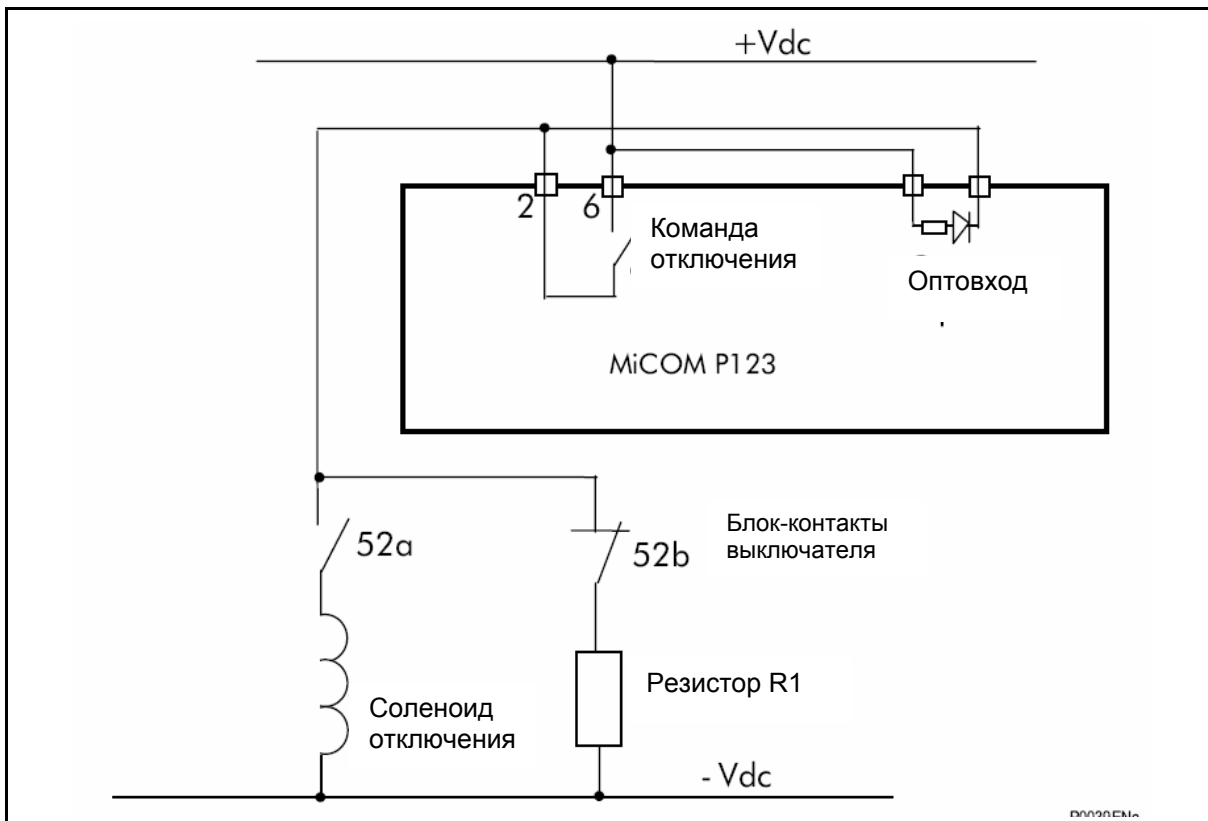 +Vdc
2
6
Команда
отключения
Оптовход
MiCOM P123
52a
52b
Блок-контакты
выключателя
Резистор R1
Соленоид
отключения
- Vdc